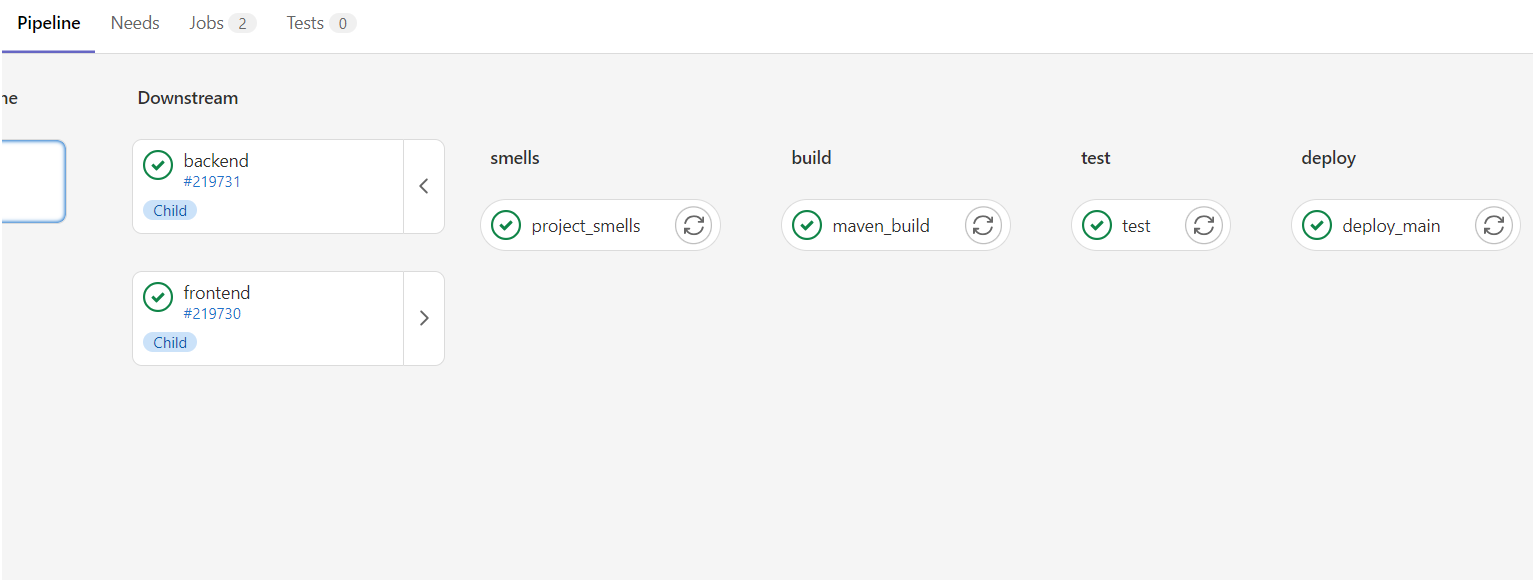 Pipeline Needs Jobs 2 Tests 0
Downstream
backend
#219731
Child
frontend
#219730
Child
smells
project_smells
build
maven_build
test
test
deploy
deploy_main